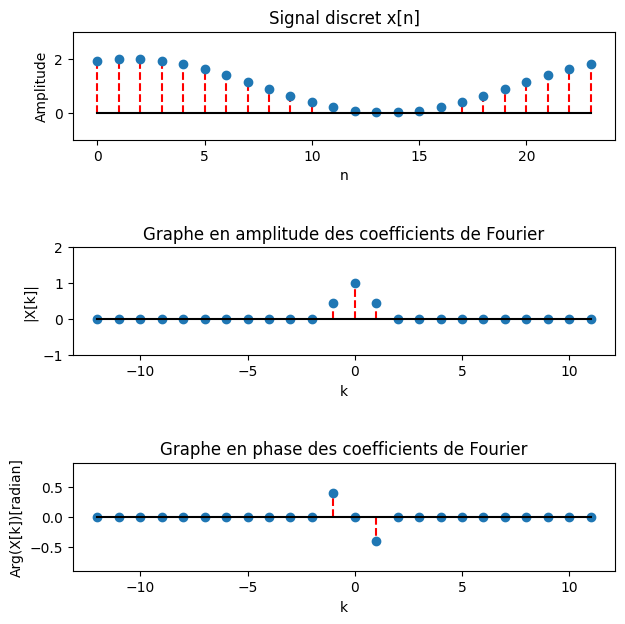 Signal discret x[n]
Amplitude
2
0
0 5 10 15 20
n
Graphe en amplitude des coefficients de Fourier
|X[k]|
2
1
0
−1
−10 −5 0 5 10
k
Graphe en phase des coefficients de Fourier
Arg(X[k])[radian]
0.5
0.0
−0.5
−10 −5 0 5 10
k